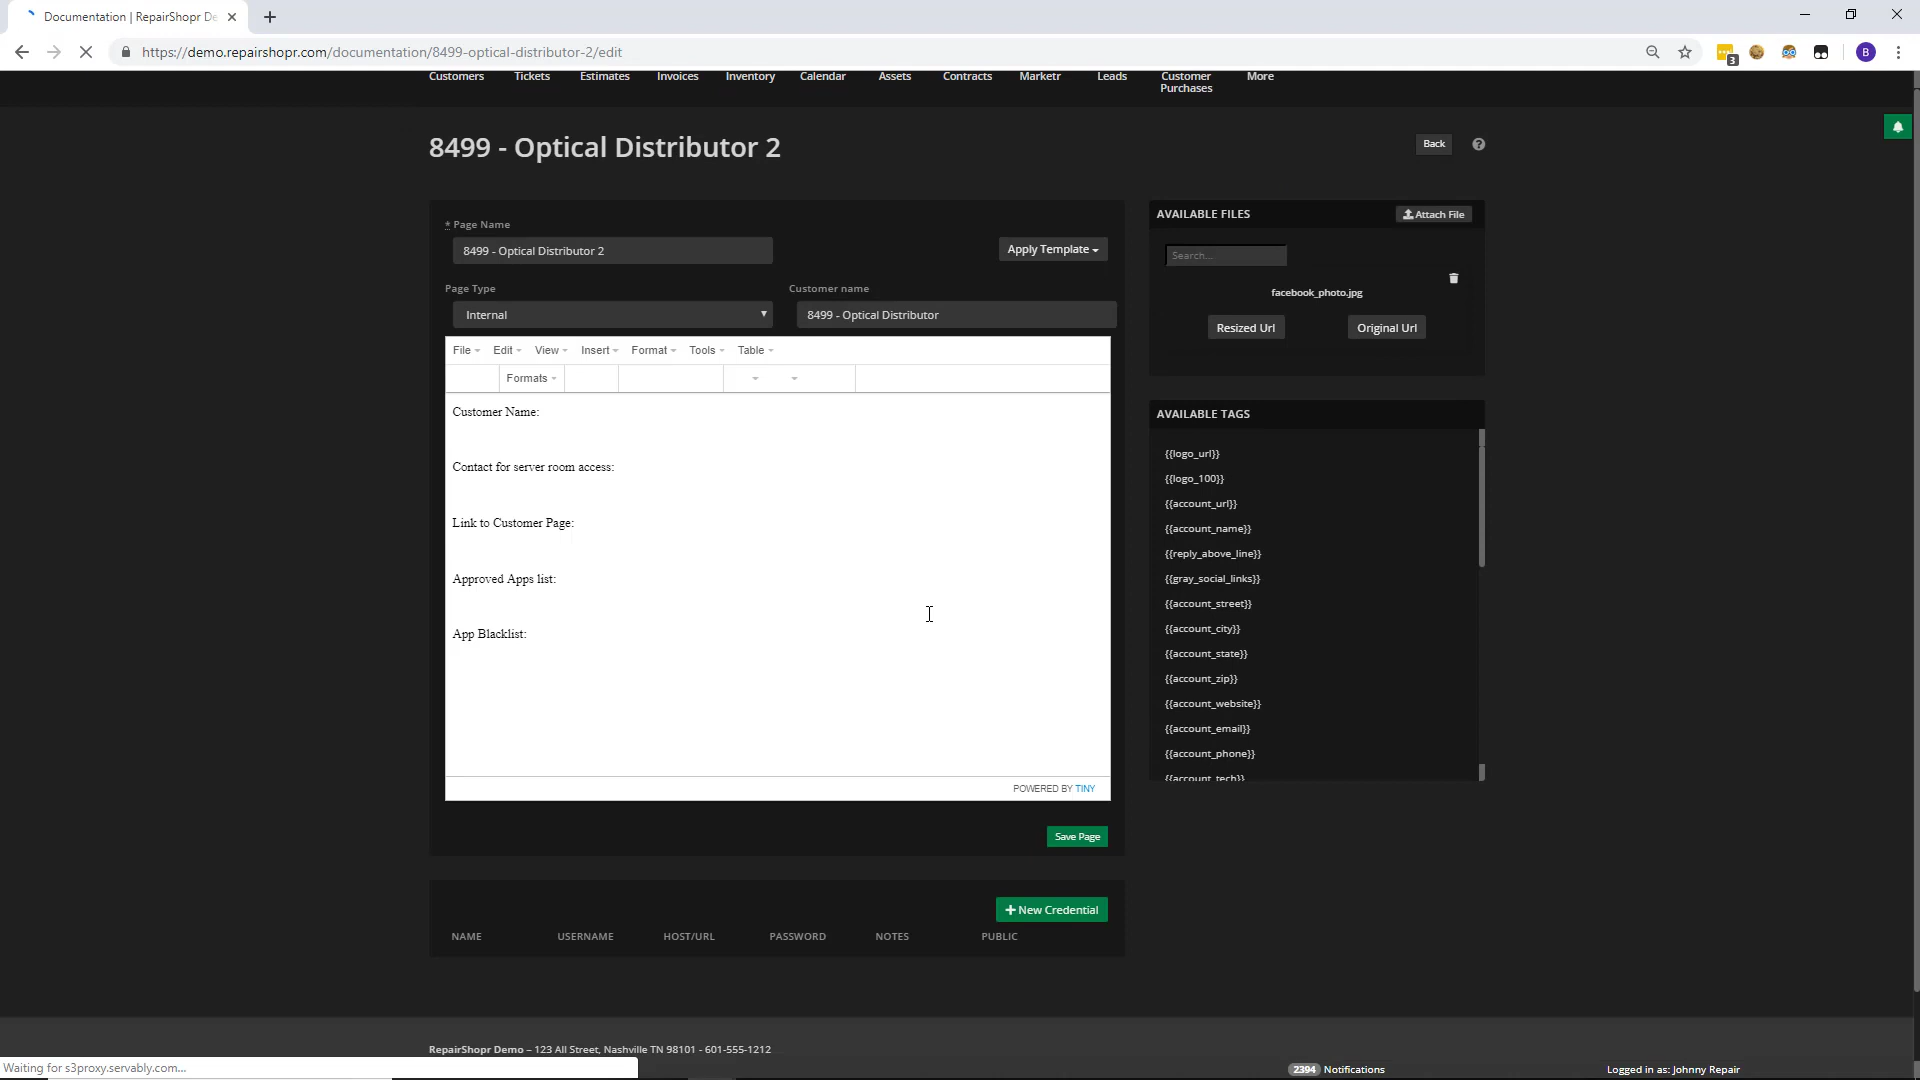 Documentation | RepairShopr De
https://demo.repairshopr.com/documentation/8499-optical-distributor-2/edit
3
B
Customers Tickets Estimates Invoices Inventory Calendar Assets Contracts Marketr Leads Customer Purchases More
8499 - Optical Distributor 2
Back
?
* Page Name
8499 - Optical Distributor 2
Apply Template
Page Type
Customer name
Internal
8499 - Optical Distributor
File Edit View Insert Format Tools Table
Formats
Customer Name:
Contact for server room access:
Link to Customer Page:
Approved Apps list:
App Blacklist:
POWERED BY TINY
Save Page
New Credential
NAME USERNAME HOST/URL PASSWORD NOTES PUBLIC
AVAILABLE FILES
Attach File
Search...
facebook_photo.jpg
Resized Url
Original Url
AVAILABLE TAGS
{{logo_url}}
{{logo_100}}
{{account_url}}
{{account_name}}
{{reply_above_line}}
{{gray_social_links}}
{{account_street}}
{{account_city}}
{{account_state}}
{{account_zip}}
{{account_website}}
{{account_email}}
{{account_phone}}
{{account_tech}}
RepairShopr Demo – 123 All Street, Nashville TN 98101 - 601-555-1212
Waiting for s3proxy.servably.com...
2394 Notifications
Logged in as: Johnny Repair